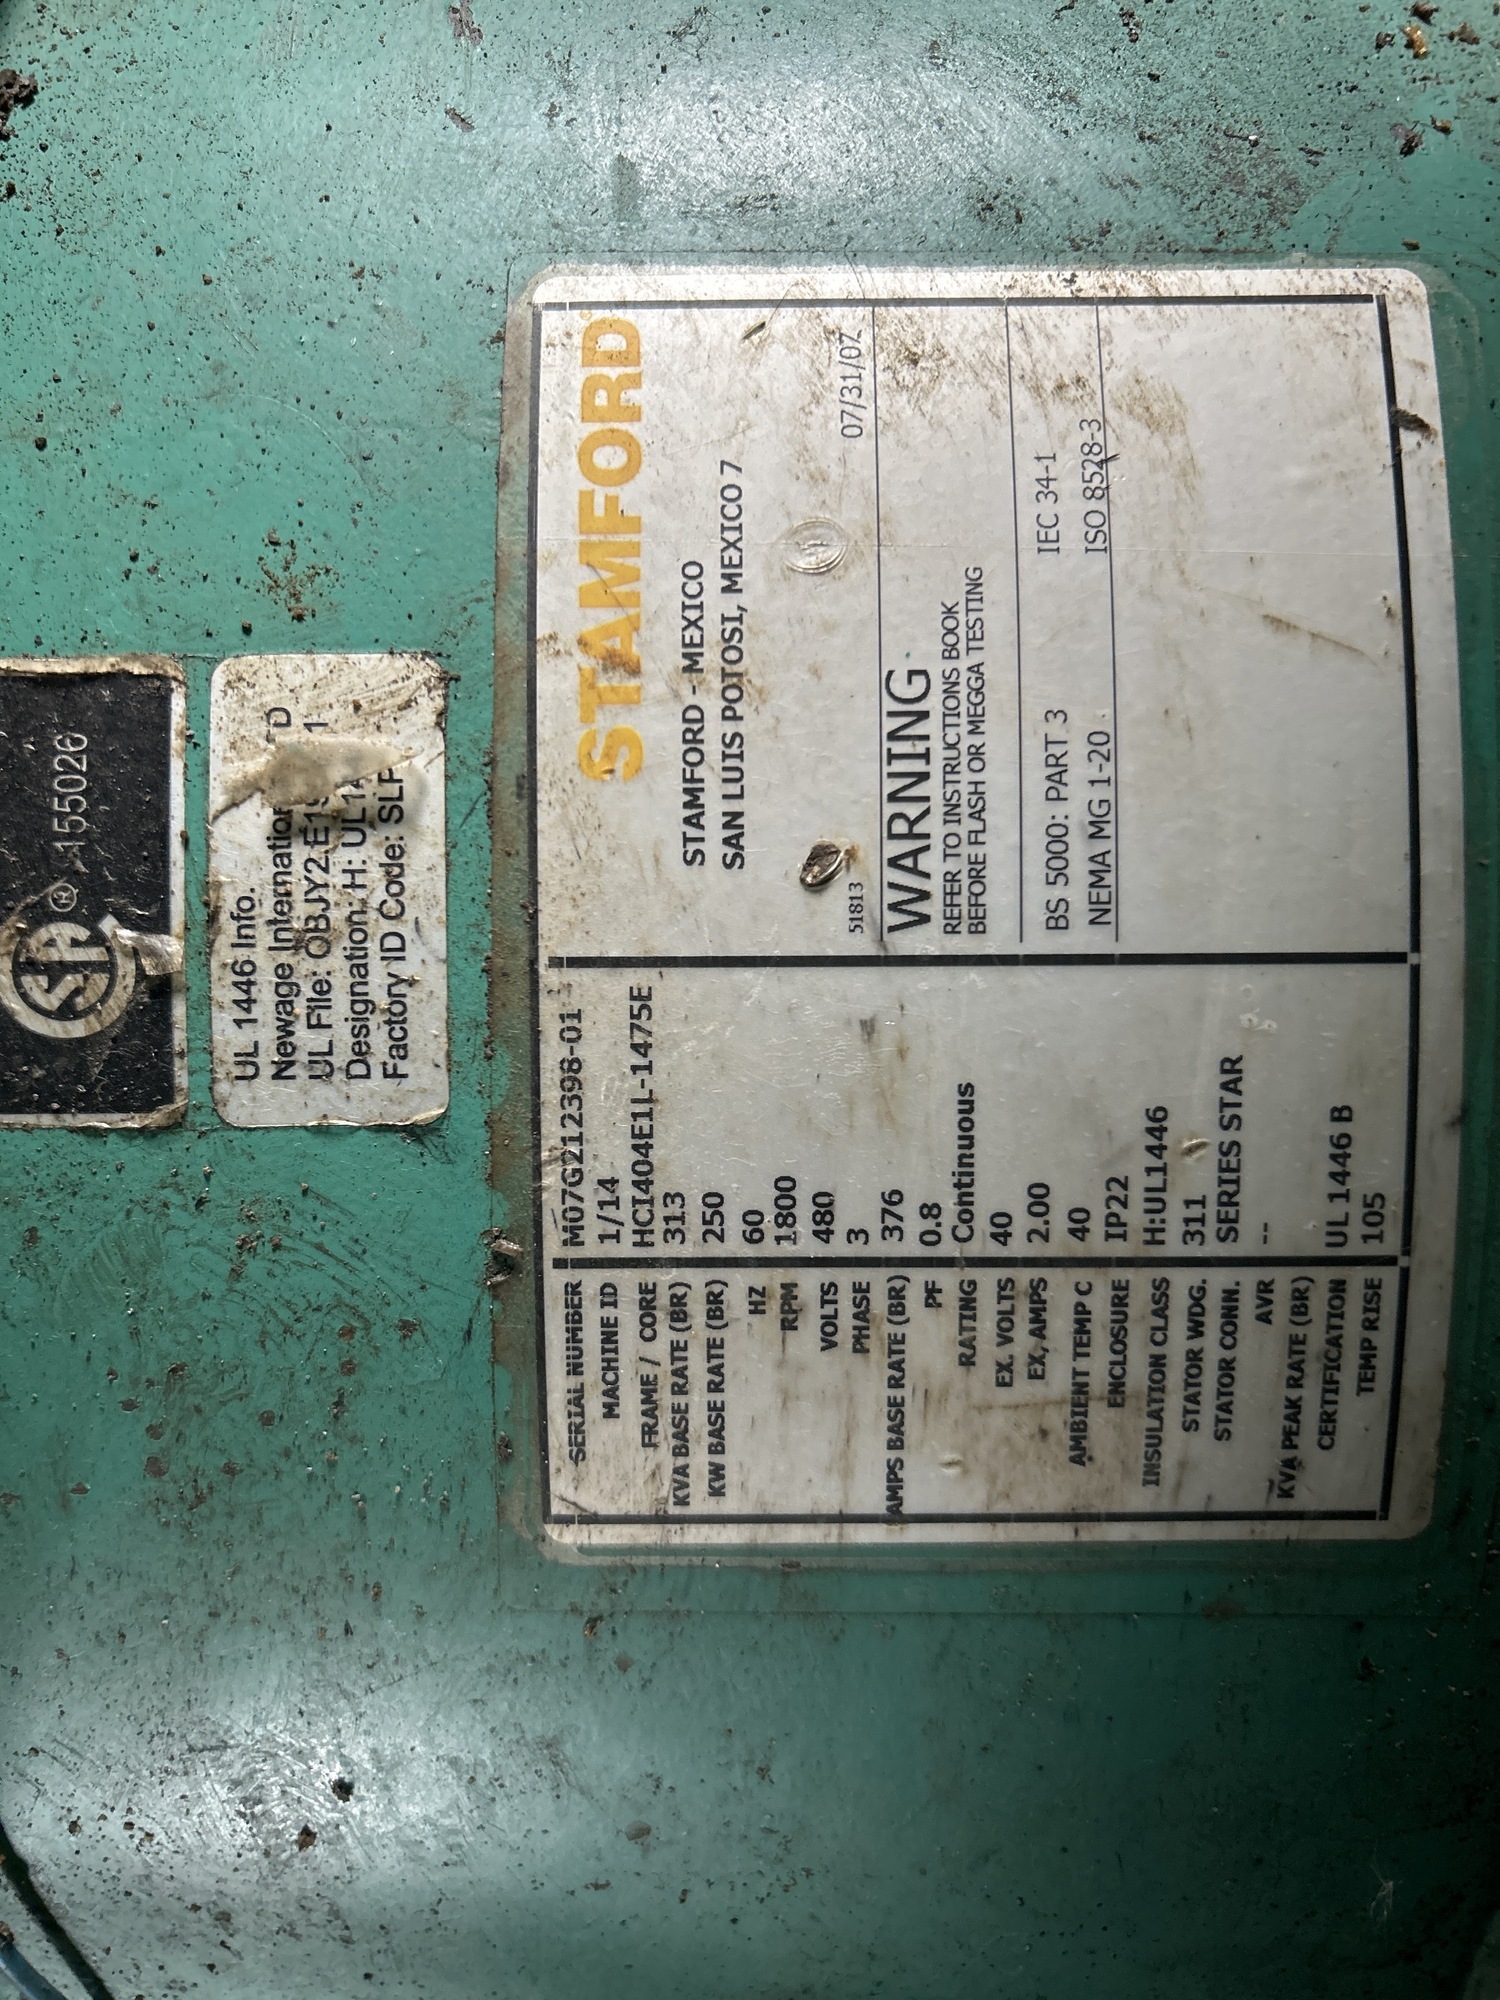 155026
UL 1446 Info.
Newage Internation
UL File: OBJY2.E1
Designation: H: UL1
Factory ID Code: SLP
STAMFORD
STAMFORD - MEXICO
SAN LUIS POTOSI, MEXICO 7
51813 07/31/07
WARNING
REFER TO INSTRUCTIONS BOOK
BEFORE FLASH OR MEGGA TESTING
BS 5000: PART 3 IEC 34-1
NEMA MG 1-20 ISO 8528-3
SERIAL NUMBER M07G212398-01
MACHINE ID 1/14
FRAME / CORE HCI404E1L-1475E
KVA BASE RATE (BR) 313
KW BASE RATE (BR) 250
HZ 60
RPM 1800
VOLTS 480
PHASE 3
AMPS BASE RATE (BR) 376
PF 0.8
RATING Continuous
EX. VOLTS 40
EX, AMPS 2.00
AMBIENT TEMP C 40
ENCLOSURE IP22
INSULATION CLASS H:UL1446
STATOR WDG. 311
STATOR CONN. SERIES STAR
AVR --
KVA PEAK RATE (BR)
CERTIFICATION UL 1446 B
TEMP RISE 105